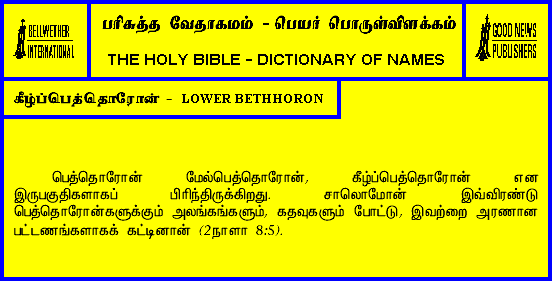 BELLWETHER
INTERNATIONAL
பரிசுத்த வேதாகமம் - பெயர் பொருள்விளக்கம்
THE HOLY BIBLE - DICTIONARY OF NAMES
GOOD NEWS
PUBLISHERS
கீழ்ப்பெத்தொரோன் - LOWER BETHHORON
பெத்தொரோன் மேல்பெத்தொரோன், கீழ்ப்பெத்தொரோன் என
இருபகுதிகளாகப் பிரிந்திருக்கிறது. சாலொமோன் இவ்விரண்டு
பெத்தொரோன்களுக்கும் அலங்கங்களும், கதவுகளும் போட்டு, இவற்றை அரணான
பட்டணங்களாகக் கட்டினான் (2நாளா 8:5).